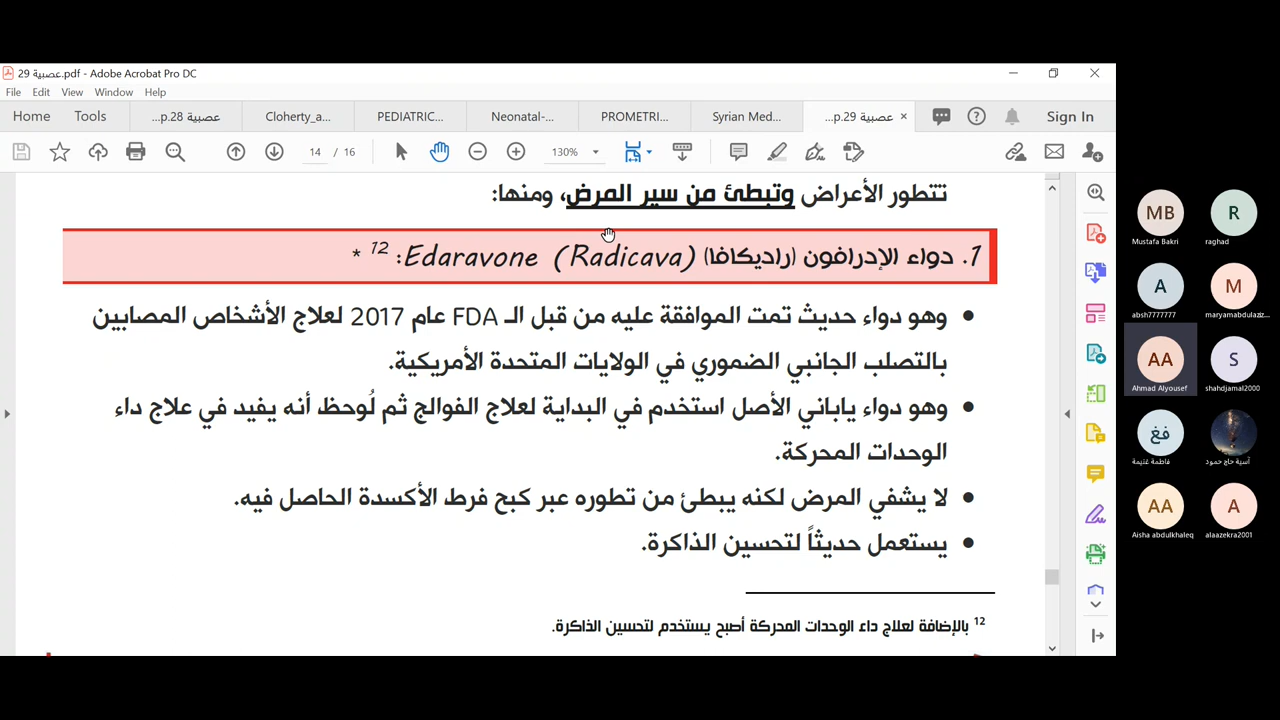 عصبية 29.pdf - Adobe Acrobat Pro DC
File Edit View Window Help
Home Tools عصبية 28.p... Cloherty_a... PEDIATRIC... Neonatal-... PROMETRI... Syrian Med... عصبية 29.p... × Sign In
14 / 16 130%
تتطور الأعراض وتبطئ من سير المرض، ومنها:
1. دواء الإدرافون (راديكافا) Edaravone (Radicava) 12: *
• وهو دواء حديث تمت الموافقة عليه من قبل الـ FDA عام 2017 لعلاج الأشخاص المصابين
بالتصلب الجانبي الضموري في الولايات المتحدة الأمريكية.
• وهو دواء ياباني الأصل استخدم في البداية لعلاج الفوالج ثم لُوحظ أنه يفيد في علاج داء
الوحدات المحركة.
• لا يشفي المرض لكنه يبطئ من تطوره عبر كبح فرط الأكسدة الحاصل فيه.
• يستعمل حديثاً لتحسين الذاكرة.
12 بالإضافة لعلاج داء الوحدات المحركة أصبح يستخدم لتحسين الذاكرة.
MB R
Mustafa Bakri raghad
A M
absh7777777 maryamabdulazz...
AA S
Ahmad Alyousef shahdjamal2000
فغ
فاطمة غنيمة آسية حاج حمود
AA A
Aisha abdulkhaleq alaazekra2001